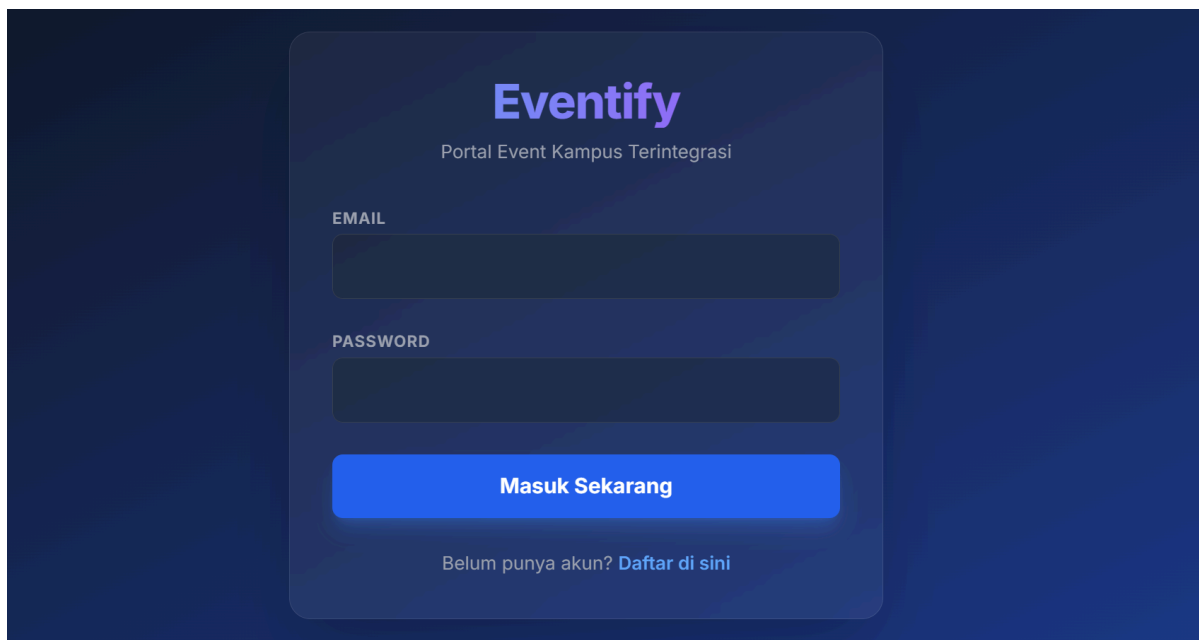 Eventify
Portal Event Kampus Terintegrasi
EMAIL
PASSWORD
Masuk Sekarang
Belum punya akun? Daftar di sini